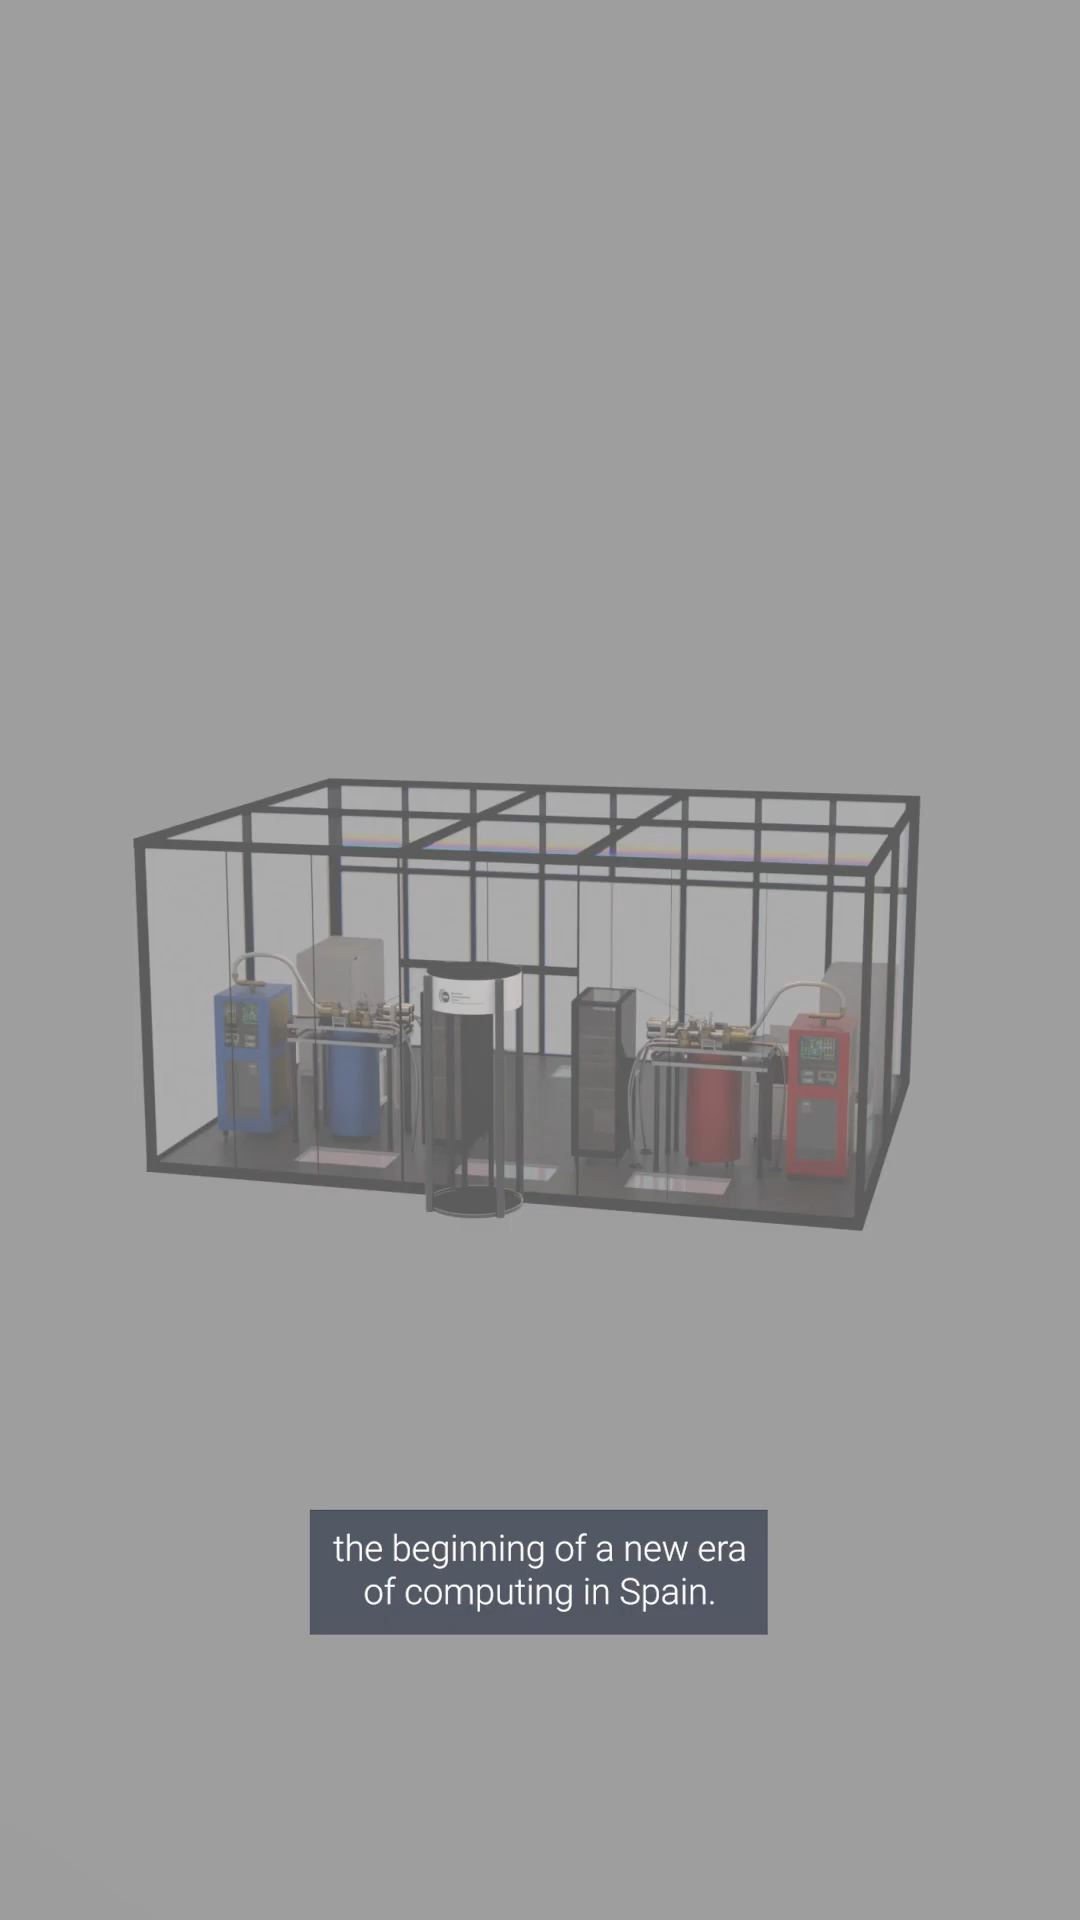 the beginning of a new era
of computing in Spain.